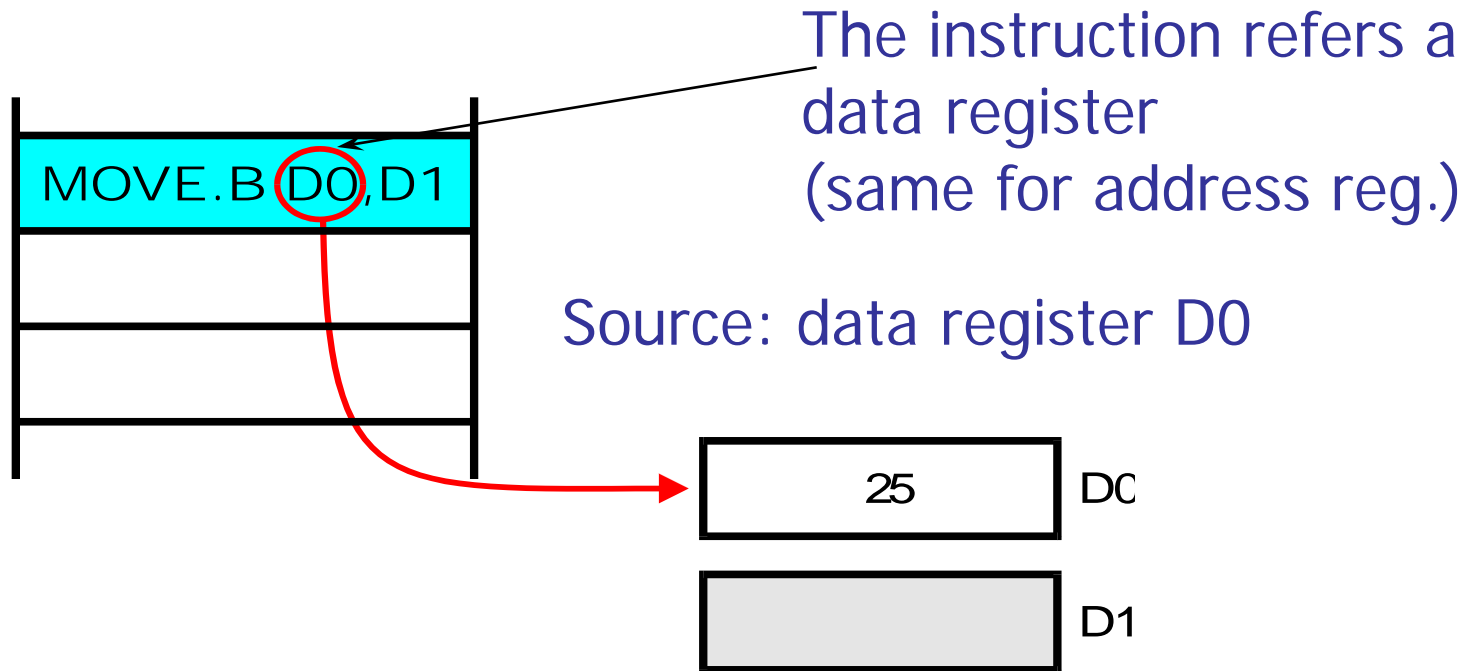 The instruction refers a
data register
(same for address reg.)
MOVE.B D0,D1
Source: data register D0
25 D0
D1